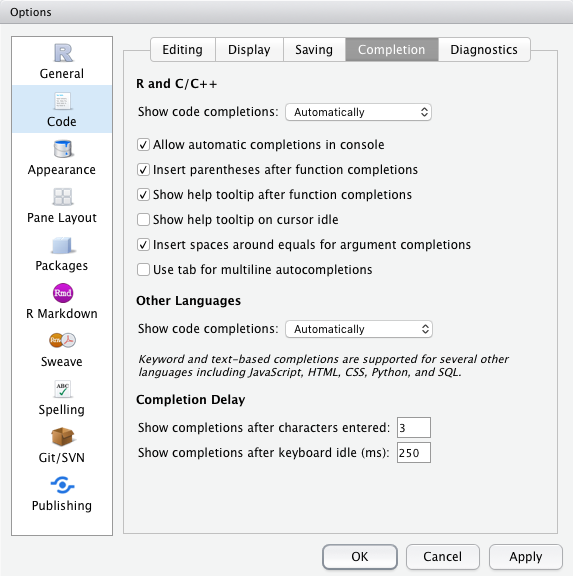 Options
General
Code
Appearance
Pane Layout
Packages
Rmd
R Markdown
Rnw
Sweave
ABC
Spelling
Git/SVN
Publishing
Editing Display Saving Completion Diagnostics
R and C/C++
Show code completions: Automatically
Allow automatic completions in console
Insert parentheses after function completions
Show help tooltip after function completions
Show help tooltip on cursor idle
Insert spaces around equals for argument completions
Use tab for multiline autocompletions
Other Languages
Show code completions: Automatically
Keyword and text-based completions are supported for several other
languages including JavaScript, HTML, CSS, Python, and SQL.
Completion Delay
Show completions after characters entered: 3
Show completions after keyboard idle (ms): 250
OK Cancel Apply